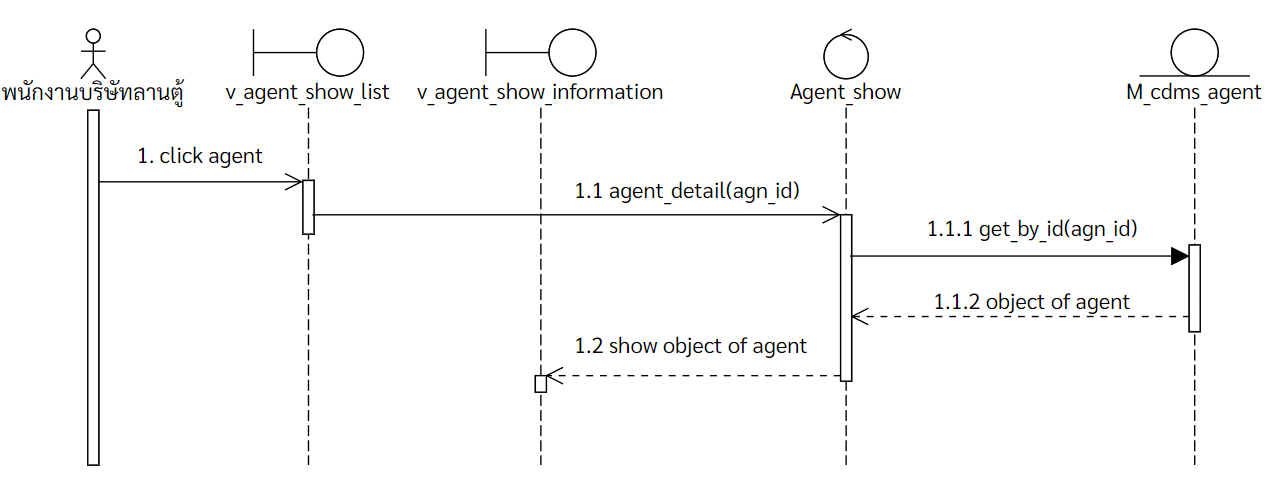 พนักงานบริษัทลานตู้
v_agent_show_list
v_agent_show_information
Agent_show
M_cdms_agent
1. click agent
1.1 agent_detail(agn_id)
1.1.1 get_by_id(agn_id)
1.1.2 object of agent
1.2 show object of agent